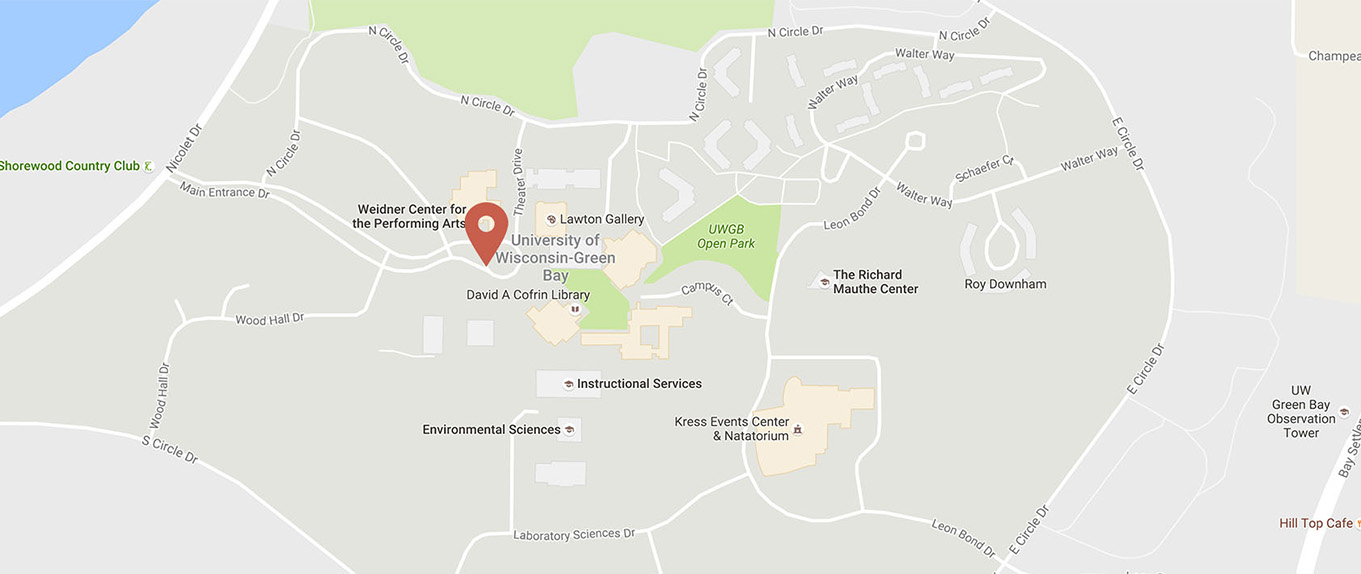 N Circle Dr
N Circle Dr
N Circle Dr
Walter Way
Champea
N Circle Dr
Walter Way
N Circle Dr
E Circle Dr
Nicolet Dr
N Circle Dr
Shorewood Country Club
Theater Drive
Schaefer Ct
Walter Way
Main Entrance Dr
Walter Way
Weidner Center for
the Performing Arts
Lawton Gallery
Leon Bond Dr
UWGB
Open Park
University of
Wisconsin-Green
Bay
The Richard
Mauthe Center
Roy Downham
David A Cofrin Library
Campus Ct
Wood Hall Dr
Wood Hall Dr
E Circle Dr
Instructional Services
UW
Green Bay
Observation
Tower
Kress Events Center
& Natatorium
Environmental Sciences
S Circle Dr
Bay Settler
Laboratory Sciences Dr
Leon Bond Dr
E Circle Dr
Hill Top Cafe